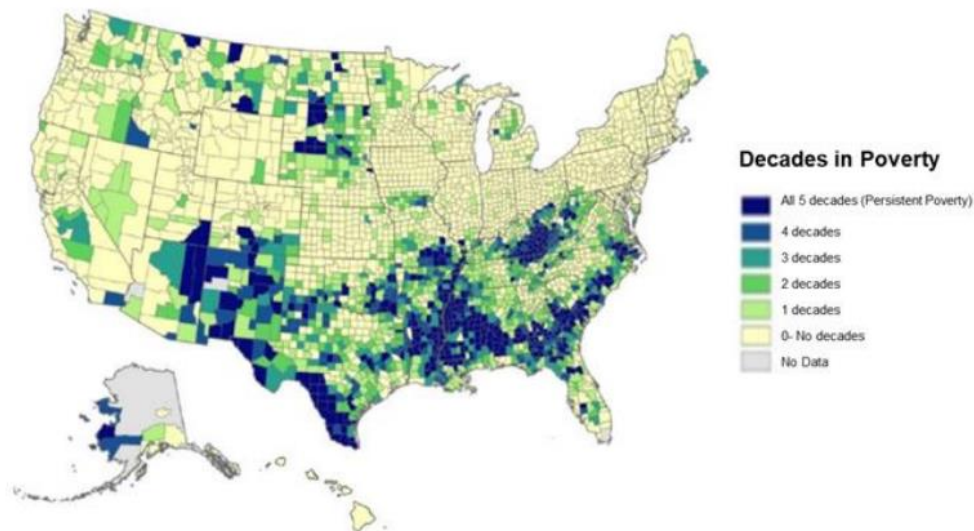 Decades in Poverty
All 5 decades (Persistent Poverty)
4 decades
3 decades
2 decades
1 decades
0- No decades
No Data